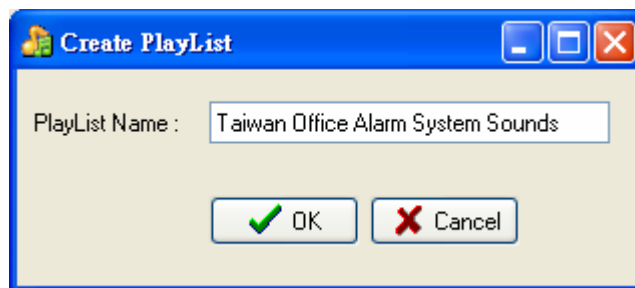 Create PlayList
PlayList Name :
Taiwan Office Alarm System Sounds
OK
Cancel